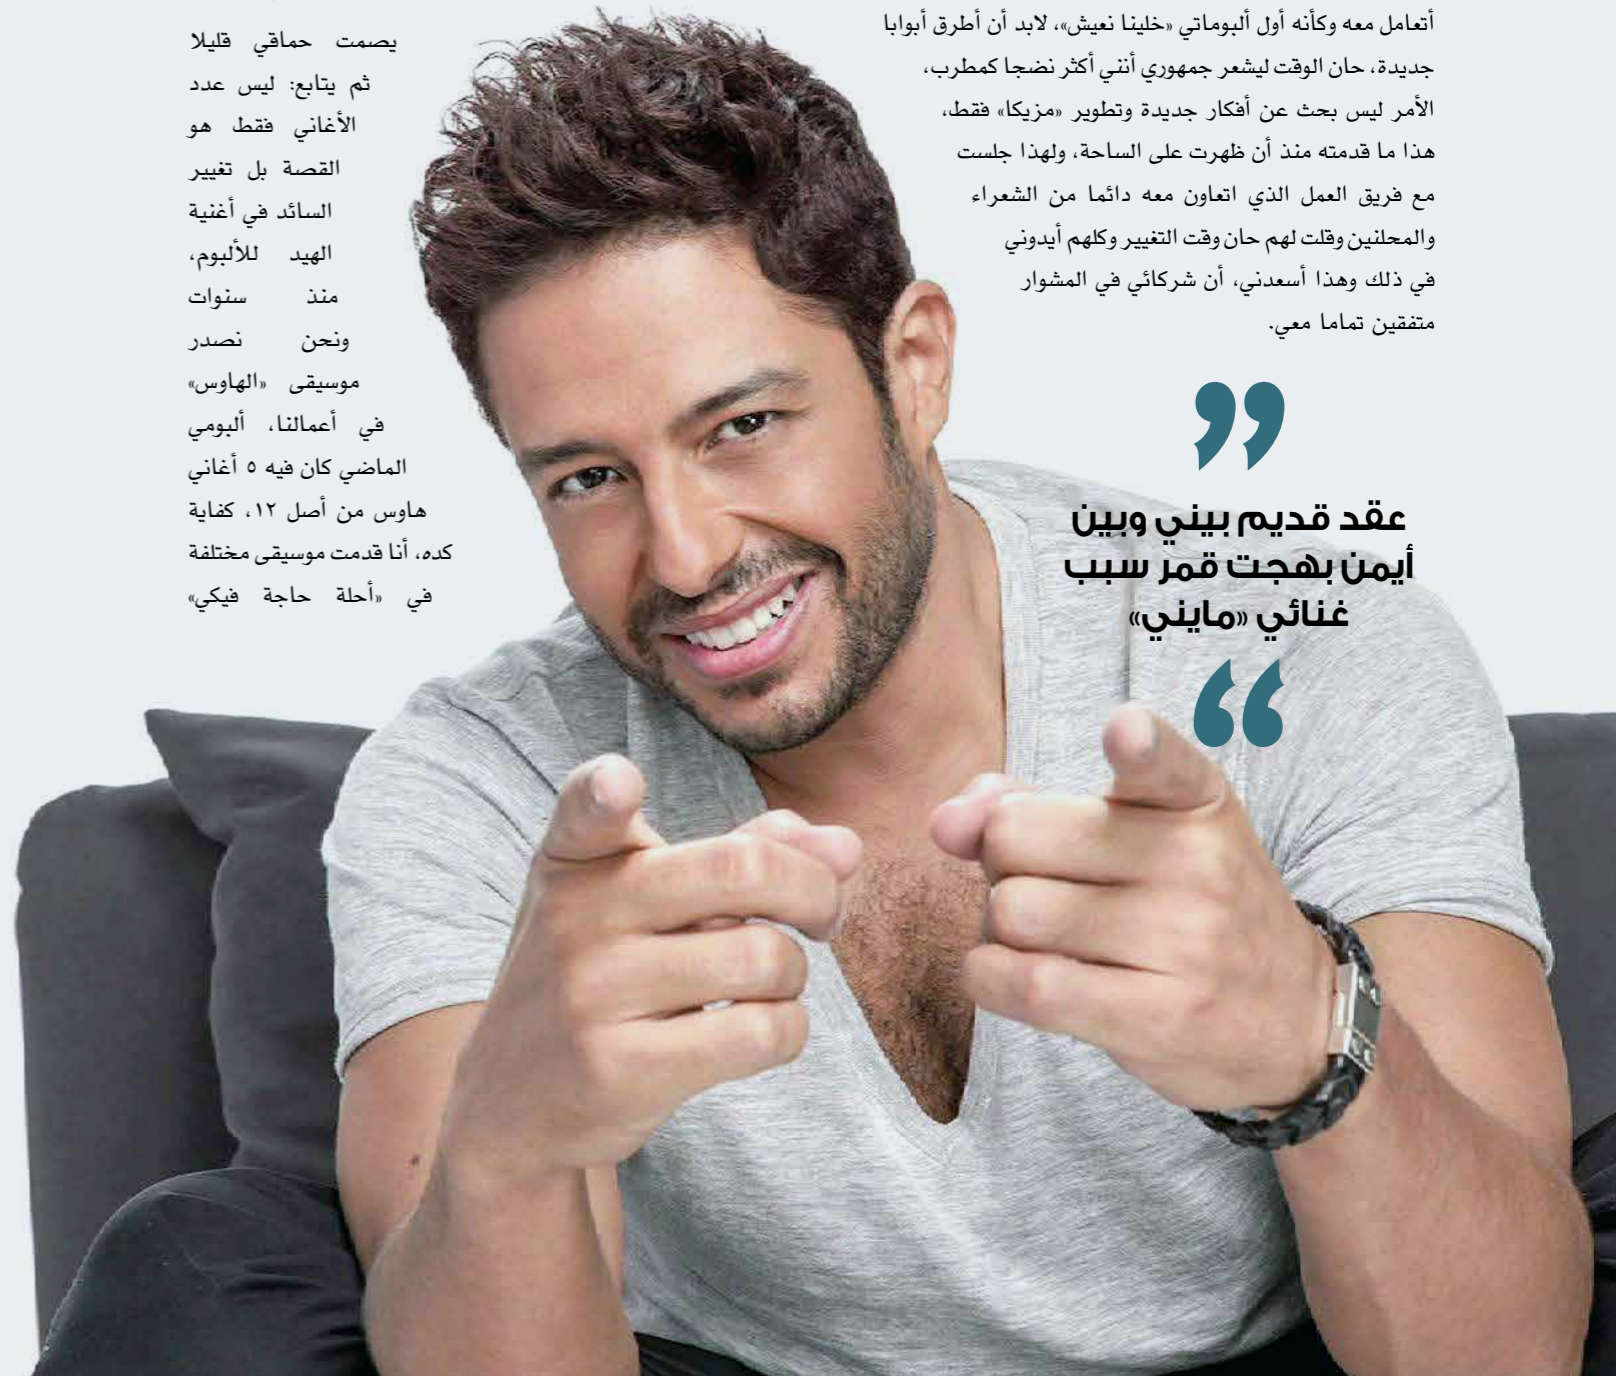 أتعامل معه وكأنه أول ألبوماتي «خلينا نعيش»، لابد أن أطرق أبوابا
جديدة، حان الوقت ليشعر جمهوري أنني أكثر نضجا كمطرب،
الأمر ليس بحث عن أفكار جديدة وتطوير «مزيكا» فقط،
هذا ما قدمته منذ أن ظهرت على الساحة، ولهذا جلست
مع فريق العمل الذي اتعاون معه دائما من الشعراء
والمحلنين وقلت لهم حان وقت التغيير وكلهم أيدوني
في ذلك وهذا أسعدني، أن شركائي في المشوار
متفقين تماما معي.
”
عقد قديم بيني وبين
أيمن بهجت قمر سبب
غنائي «مايني»
“
يصمت حماقي قليلا
ثم يتابع: ليس عدد
الأغاني فقط هو
القصة بل تغيير
السائد في أغنية
الهيد للألبوم،
منذ سنوات
ونحن نصدر
موسيقى «الهاوس»
في أعمالنا، ألبومي
الماضي كان فيه ٥ أغاني
هاوس من أصل ١٢، كفاية
كده، أنا قدمت موسيقى مختلفة
في «أحلة حاجة فيكي»